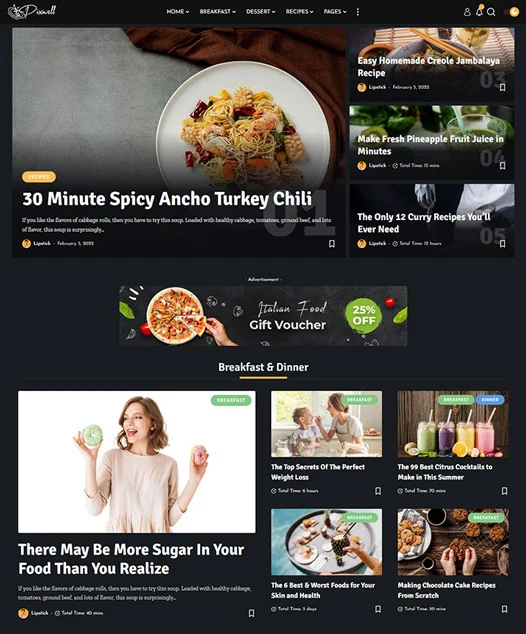 Pixwell
HOME
BREAKFAST
DESSERT
RECIPES
PAGES
RECIPES
30 Minute Spicy Ancho Turkey Chili
01
If you like the flavors of cabbage rolls, then you have to try this soup. Loaded with healthy cabbage, tomatoes, ground beef, and lots
of flavor, this soup is surprisingly...
Lipstick - February 5, 2022
Easy Homemade Creole Jambalaya
Recipe
03
Lipstick - February 5, 2022
Make Fresh Pineapple Fruit Juice in
Minutes
04
Lipstick - Total Time: 15 mins
The Only 12 Curry Recipes You'll
Ever Need
05
Lipstick - Total Time: 12 hours
- Advertisement -
Italian Food
Gift Voucher
25%
OFF
Breakfast & Dinner
BREAKFAST
There May Be More Sugar In Your
Food Than You Realize
If you like the flavors of cabbage rolls, then you have to try this soup. Loaded with healthy cabbage,
tomatoes, ground beef, and lots of flavor, this soup is surprisingly...
Lipstick - Total Time: 40 mins
BREAKFAST
The Top Secrets Of The Perfect
Weight Loss
Total Time: 6 hours
BREAKFAST
DINNER
The 99 Best Citrus Cocktails to
Make in This Summer
Total Time: 70 mins
BREAKFAST
The 6 Best & Worst Foods for Your
Skin and Health
Total Time: 3 days
BREAKFAST
Making Chocolate Cake Recipes
From Scratch
Total Time: 30 mins